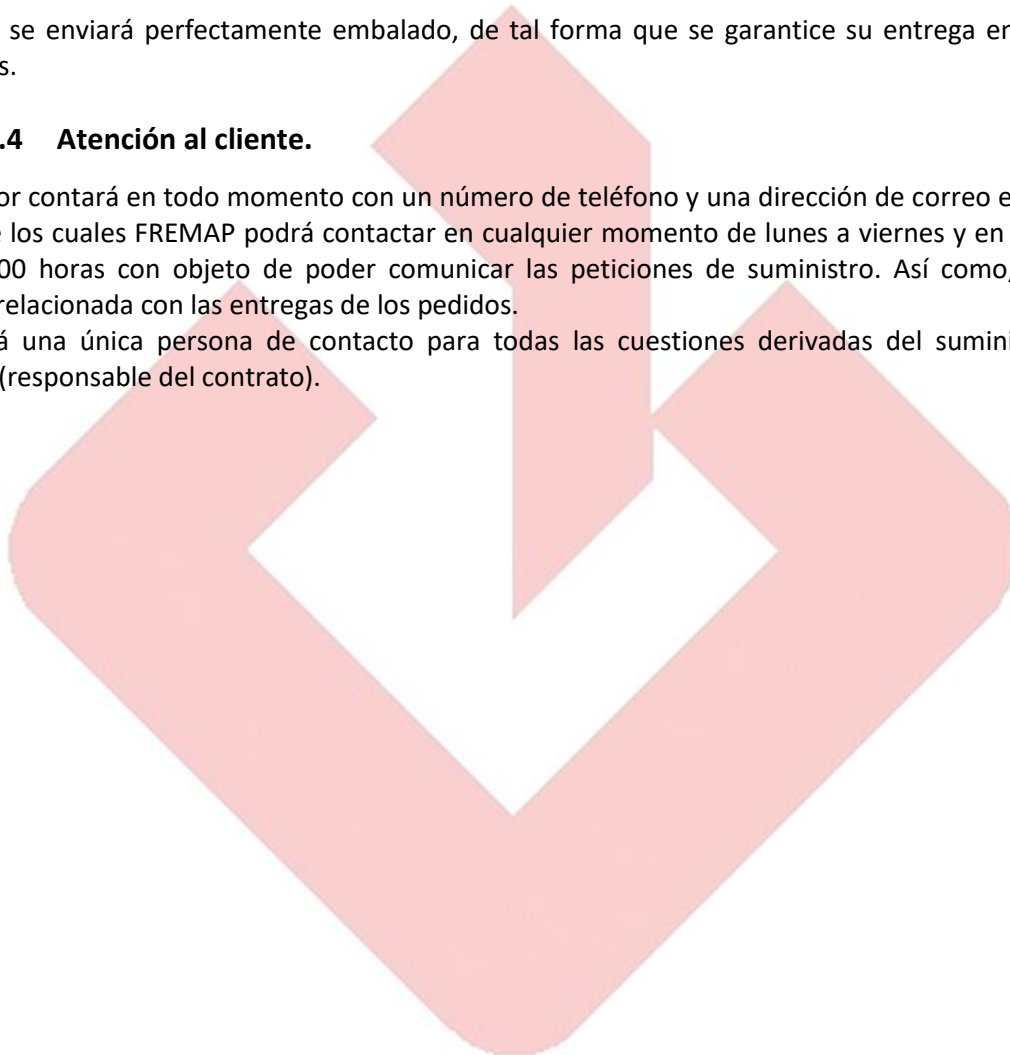 se enviará perfectamente embalado, de tal forma que se garantice su entrega en
s.
.4 Atención al cliente.
or contará en todo momento con un número de teléfono y una dirección de correo e
e los cuales FREMAP podrá contactar en cualquier momento de lunes a viernes y en
00 horas con objeto de poder comunicar las peticiones de suministro. Así como,
relacionada con las entregas de los pedidos.
á una única persona de contacto para todas las cuestiones derivadas del sumini
(responsable del contrato).